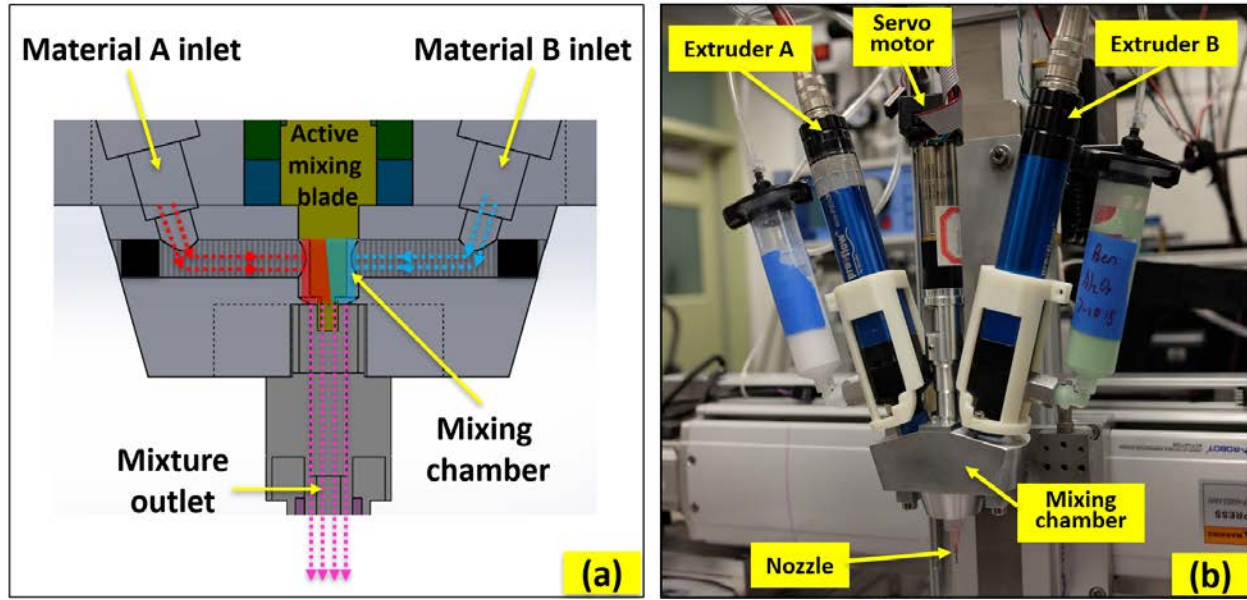 Material A inlet
Material B inlet
Active
mixing
blade
Mixing
chamber
Mixture
outlet
(a)
Servo
motor
Extruder A
Extruder B
Mixing
chamber
Nozzle
(b)